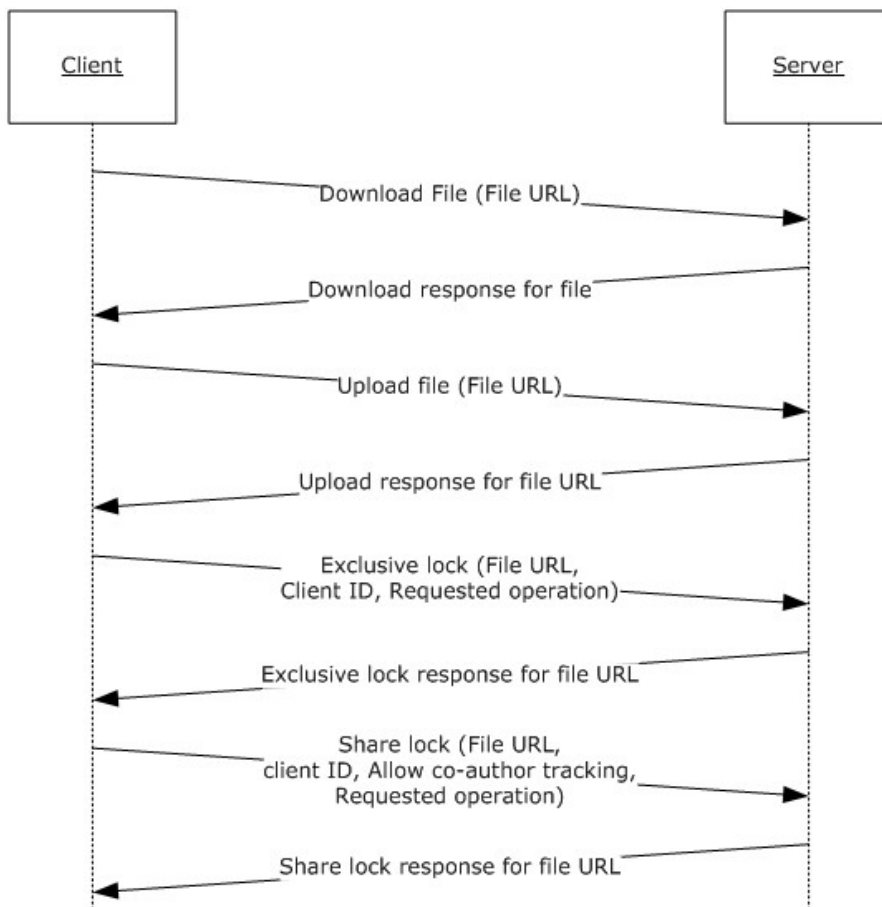 Client
Server
Download File (File URL)
Download response for file
Upload file (File URL)
Upload response for file URL
Exclusive lock (File URL,
Client ID, Requested operation)
Exclusive lock response for file URL
Share lock (File URL,
client ID, Allow co-author tracking,
Requested operation)
Share lock response for file URL